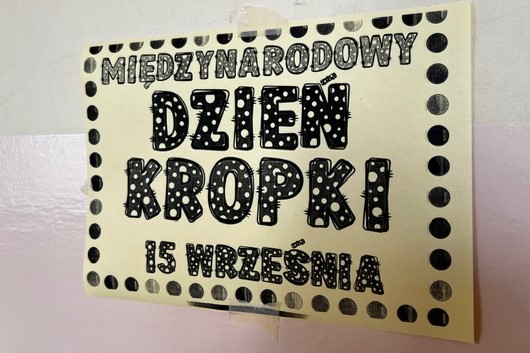 MIĘDZYNARODOWY
DZIEŃ
KROPKI
15 WRZEŚNIA